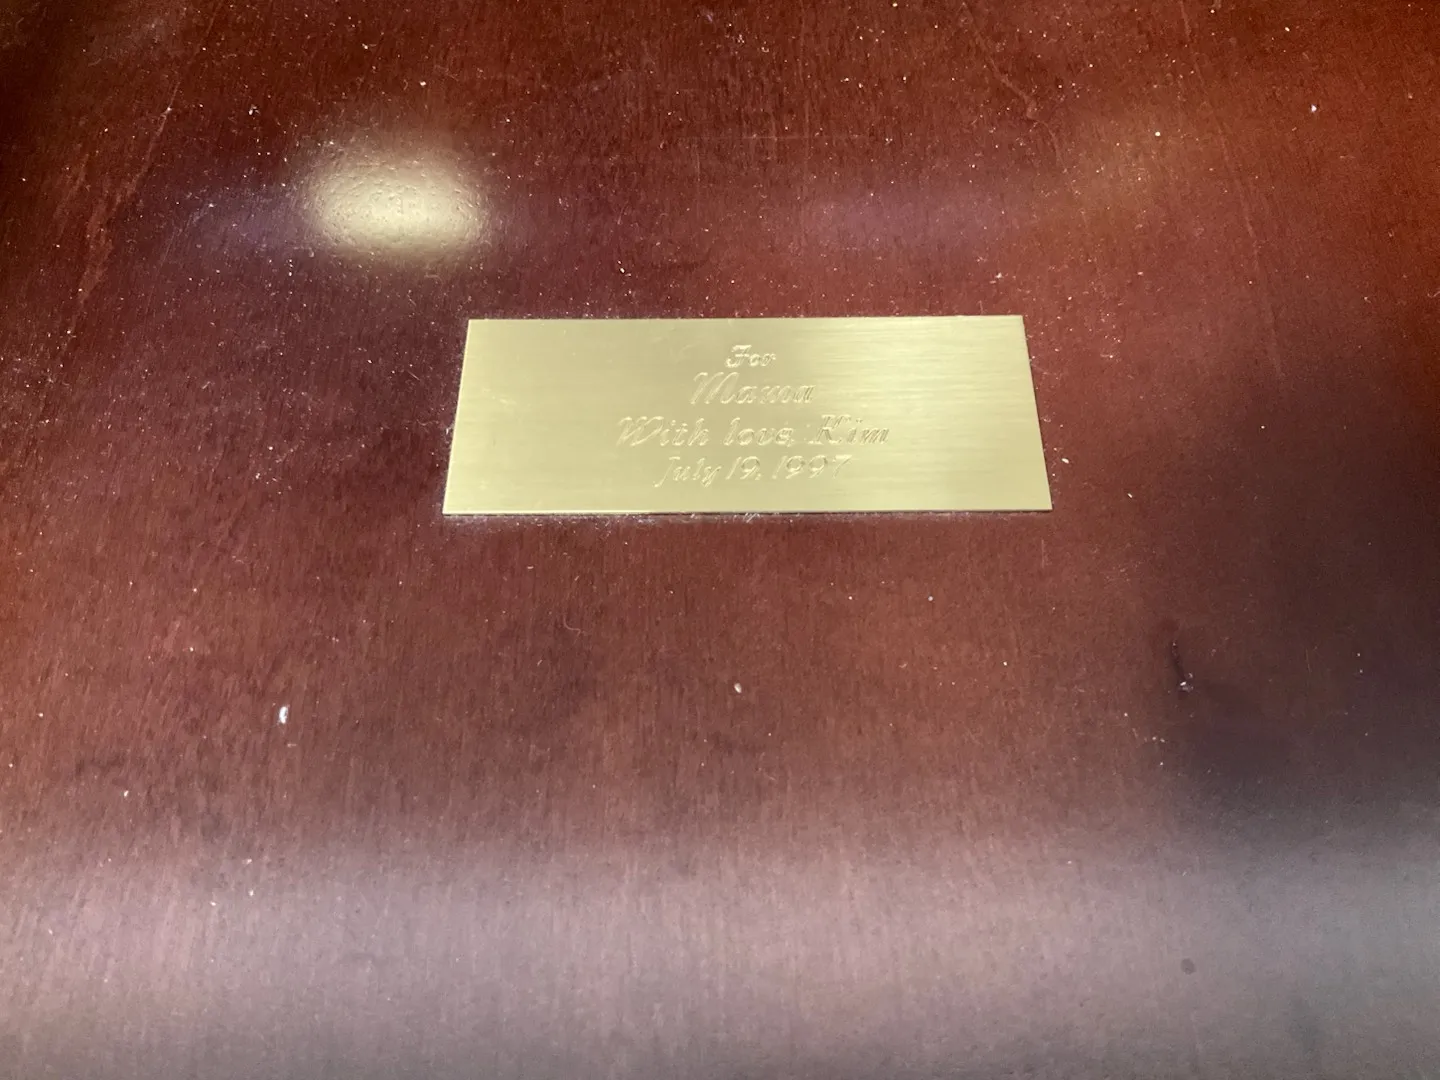 For
Mama
With love, Kim
July 19, 1997